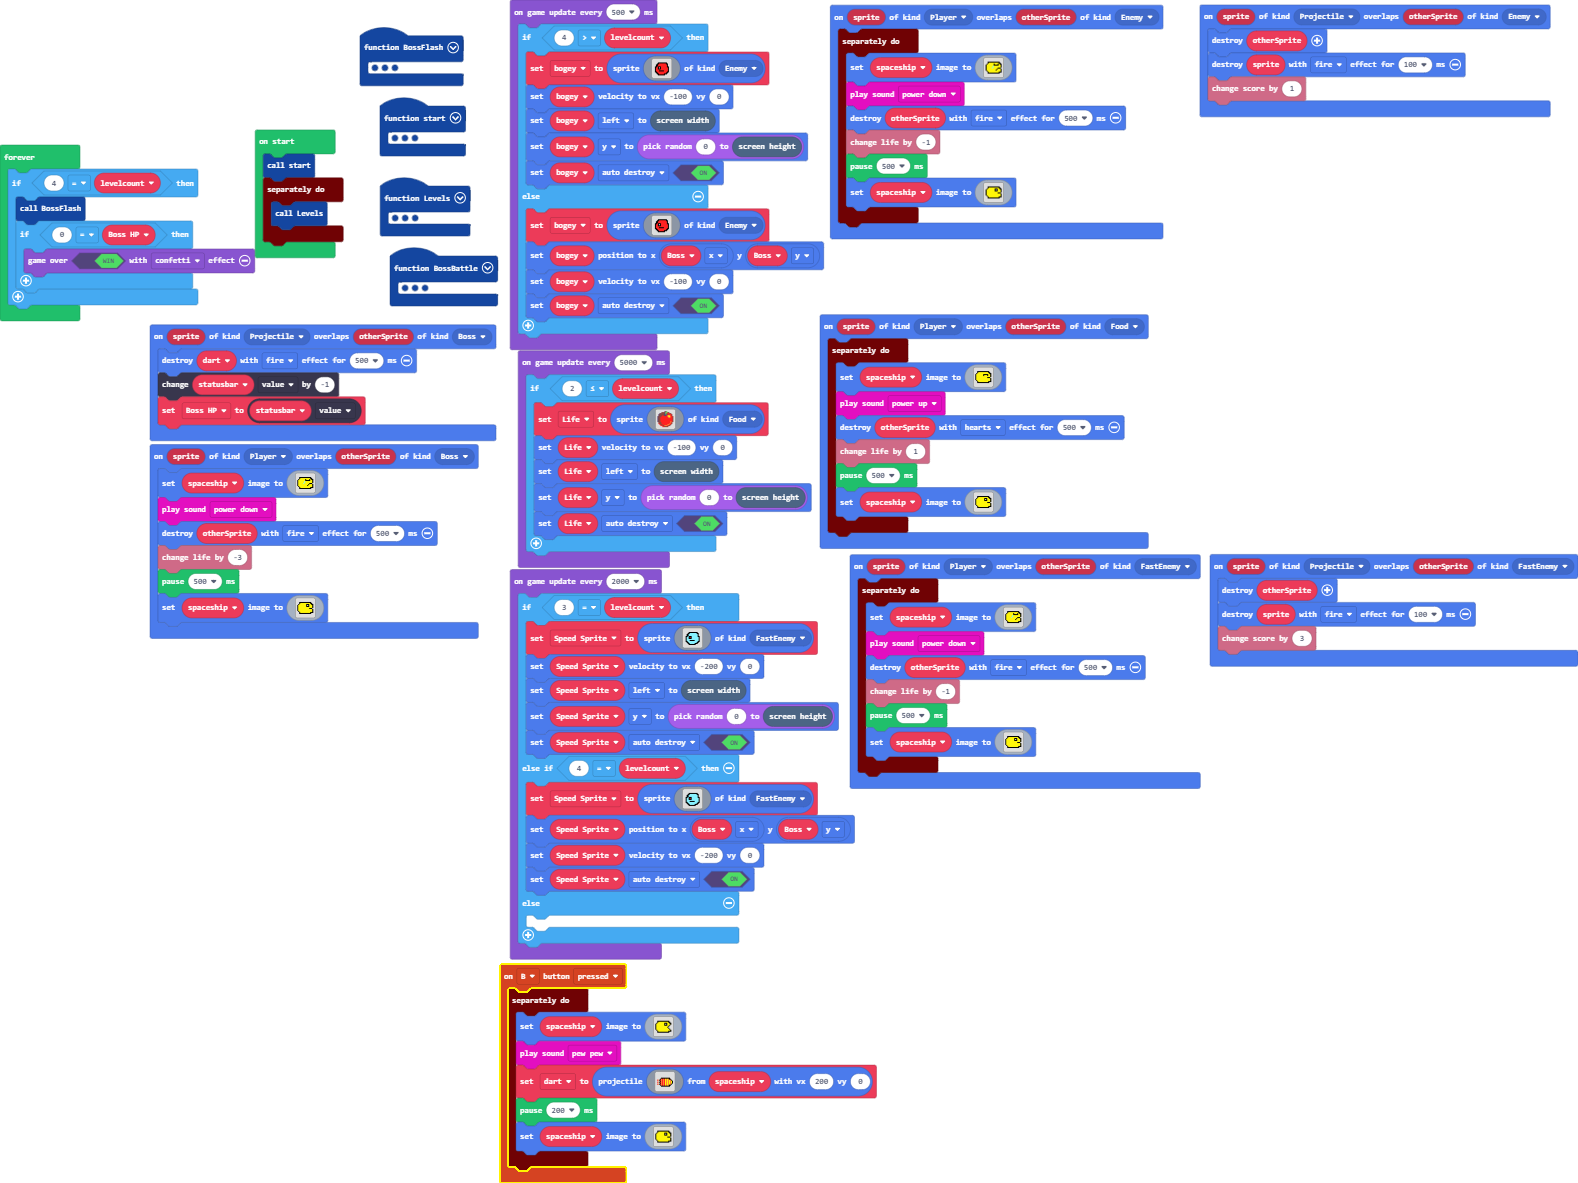 forever
if 4 = levelcount then
call BossFlash
if 0 = Boss HP then
game over WIN with confetti effect
on start
call start
separately do
call Levels
function BossFlash
function start
function Levels
function BossBattle
on sprite of kind Projectile overlaps otherSprite of kind Boss
destroy dart with fire effect for 500 ms
change statusbar value by -1
set Boss HP to statusbar value
on sprite of kind Player overlaps otherSprite of kind Boss
set spaceship image to
play sound power down
destroy otherSprite with fire effect for 500 ms
change life by -3
pause 500 ms
set spaceship image to
on game update every 500 ms
if 4 > levelcount then
set bogey to sprite of kind Enemy
set bogey velocity to vx -100 vy 0
set bogey left to screen width
set bogey y to pick random 0 to screen height
set bogey auto destroy ON
else
set bogey to sprite of kind Enemy
set bogey position to x Boss x y Boss y
set bogey velocity to vx -100 vy 0
set bogey auto destroy ON
on game update every 5000 ms
if 2 ≤ levelcount then
set Life to sprite of kind Food
set Life velocity to vx -100 vy 0
set Life left to screen width
set Life y to pick random 0 to screen height
set Life auto destroy ON
on game update every 2000 ms
if 3 = levelcount then
set Speed Sprite to sprite of kind FastEnemy
set Speed Sprite velocity to vx -200 vy 0
set Speed Sprite left to screen width
set Speed Sprite y to pick random 0 to screen height
set Speed Sprite auto destroy ON
else if 4 = levelcount then
set Speed Sprite to sprite of kind FastEnemy
set Speed Sprite position to x Boss x y Boss y
set Speed Sprite velocity to vx -200 vy 0
set Speed Sprite auto destroy ON
else
on B button pressed
separately do
set spaceship image to
play sound pew pew
set dart to projectile from spaceship with vx 200 vy 0
pause 200 ms
set spaceship image to
on sprite of kind Player overlaps otherSprite of kind Enemy
separately do
set spaceship image to
play sound power down
destroy otherSprite with fire effect for 500 ms
change life by -1
pause 500 ms
set spaceship image to
on sprite of kind Player overlaps otherSprite of kind Food
separately do
set spaceship image to
play sound power up
destroy otherSprite with hearts effect for 500 ms
change life by 1
pause 500 ms
set spaceship image to
on sprite of kind Player overlaps otherSprite of kind FastEnemy
separately do
set spaceship image to
play sound power down
destroy otherSprite with fire effect for 500 ms
change life by -1
pause 500 ms
set spaceship image to
on sprite of kind Projectile overlaps otherSprite of kind Enemy
destroy otherSprite
destroy sprite with fire effect for 100 ms
change score by 1
on sprite of kind Projectile overlaps otherSprite of kind FastEnemy
destroy otherSprite
destroy sprite with fire effect for 100 ms
change score by 3